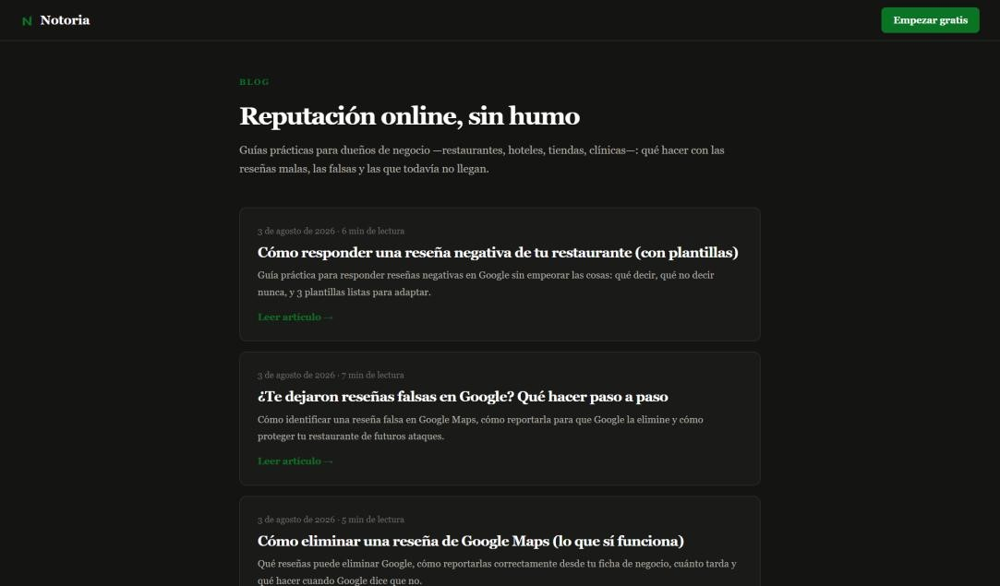 N Notoria
Empezar gratis
BLOG
Reputación online, sin humo
Guías prácticas para dueños de negocio —restaurantes, hoteles, tiendas, clínicas—: qué hacer con las
reseñas malas, las falsas y las que todavía no llegan.
3 de agosto de 2026 · 6 min de lectura
Cómo responder una reseña negativa de tu restaurante (con plantillas)
Guía práctica para responder reseñas negativas en Google sin empeorar las cosas: qué decir, qué no decir
nunca, y 3 plantillas listas para adaptar.
Leer artículo →
3 de agosto de 2026 · 7 min de lectura
¿Te dejaron reseñas falsas en Google? Qué hacer paso a paso
Cómo identificar una reseña falsa en Google Maps, cómo reportarla para que Google la elimine y cómo
proteger tu restaurante de futuros ataques.
Leer artículo →
3 de agosto de 2026 · 5 min de lectura
Cómo eliminar una reseña de Google Maps (lo que sí funciona)
Qué reseñas puede eliminar Google, cómo reportarlas correctamente desde tu ficha de negocio, cuánto tarda y
qué hacer cuando Google dice que no.